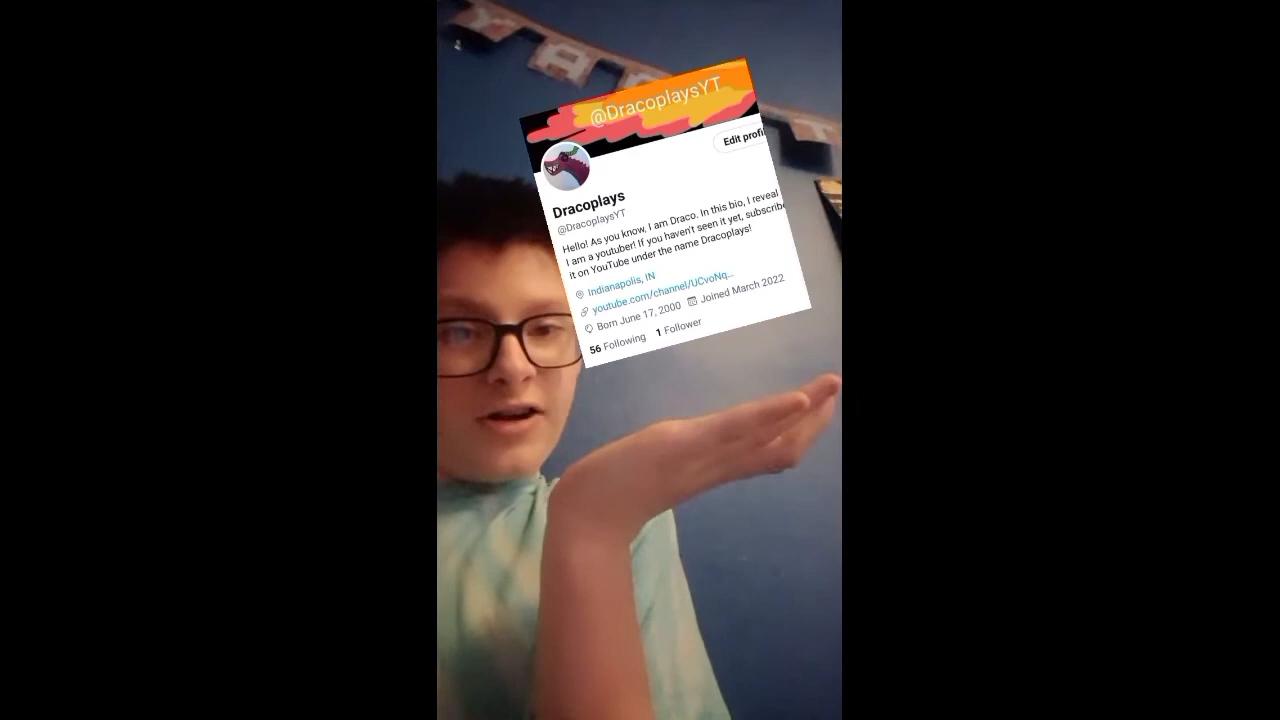 Y A
T
@DracoplaysYT
Edit profi
Dracoplays
@DracoplaysYT
Hello! As you know, I am Draco. In this bio, I reveal
I am a youtuber! If you haven't seen it yet, subscribe
it on YouTube under the name Dracoplays!
Indianapolis, IN
youtube.com/channel/UCvoNq...
Born June 17, 2000 Joined March 2022
56 Following 1 Follower